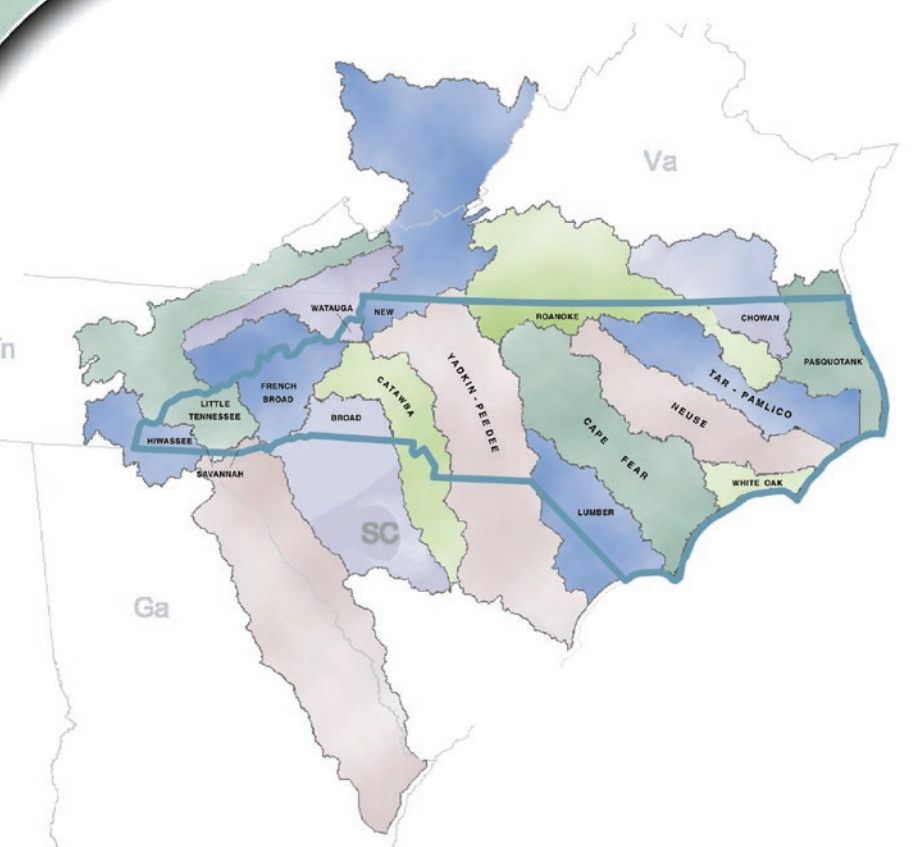 Va
WATAUGA
NEW
ROANOKE
CHOWAN
n
PASQUOTANK
YADKIN - PEE DEE
CATAWBA
TAR - PAMLICO
FRENCH
BROAD
LITTLE
TENNESSEE
BROAD
NEUSE
CAPE
FEAR
HIWASSEE
SAVANNAH
WHITE OAK
LUMBER
SC
Ga